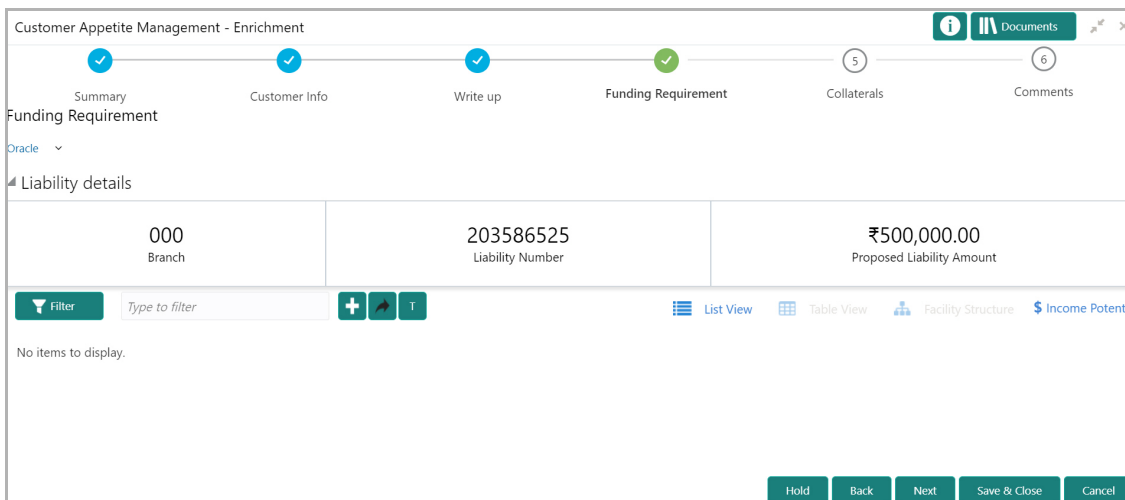 Customer Appetite Management - Enrichment
i Documents
Summary Customer Info Write up Funding Requirement 5 Collaterals 6 Comments
Funding Requirement
Oracle
Liability details
000 203586525 ₹500,000.00
Branch Liability Number Proposed Liability Amount
Filter Type to filter T List View Table View Facility Structure $ Income Potent
No items to display.
Hold Back Next Save & Close Cancel